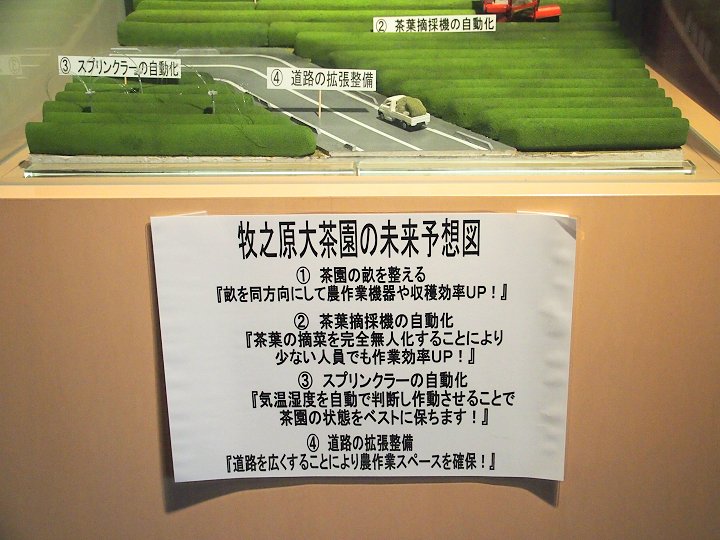 ② 茶葉摘採機の自動化
③ スプリンクラーの自動化
④ 道路の拡張整備
牧之原大茶園の未来予想図
① 茶園の畝を整える
『畝を同方向にして農作業機器や収穫効率UP!』
② 茶葉摘採機の自動化
『茶葉の摘菜を完全無人化することにより
少ない人員でも作業効率UP!』
③ スプリンクラーの自動化
『気温湿度を自動で判断し作動させることで
茶園の状態をベストに保ちます!』
④ 道路の拡張整備
『道路を広くすることにより農作業スペースを確保!』